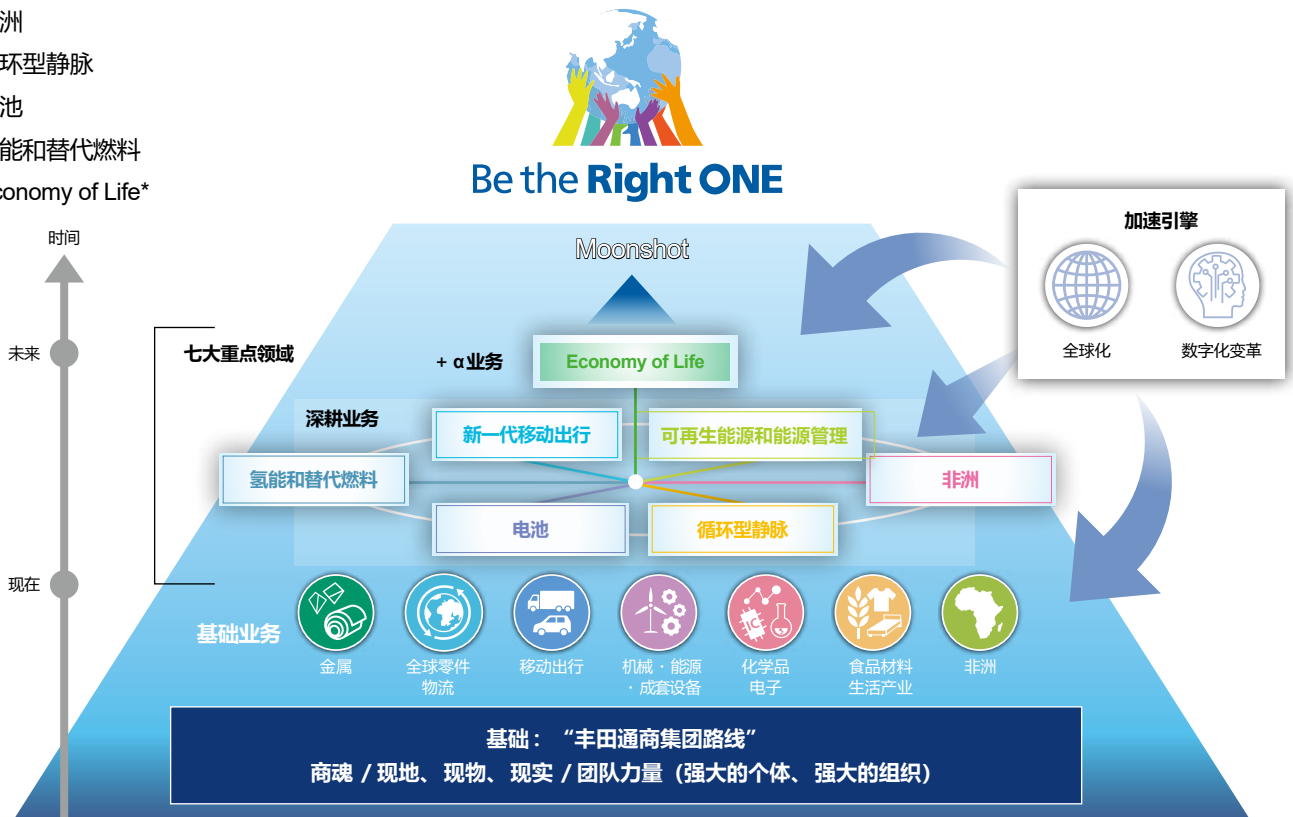 洲
环型静脉
池
能和替代燃料
conomy of Life*
Be the Right ONE
时间
未来
现在
Moonshot
加速引擎
全球化
数字化变革
七大重点领域
+ α业务
Economy of Life
深耕业务
新一代移动出行
可再生能源和能源管理
氢能和替代燃料
非洲
电池
循环型静脉
基础业务
IC
金属
全球零件
物流
移动出行
机械・能源
・成套设备
化学品
电子
食品材料
生活产业
非洲
基础：“丰田通商集团路线”
商魂 / 现地、现物、现实 / 团队力量（强大的个体、强大的组织）